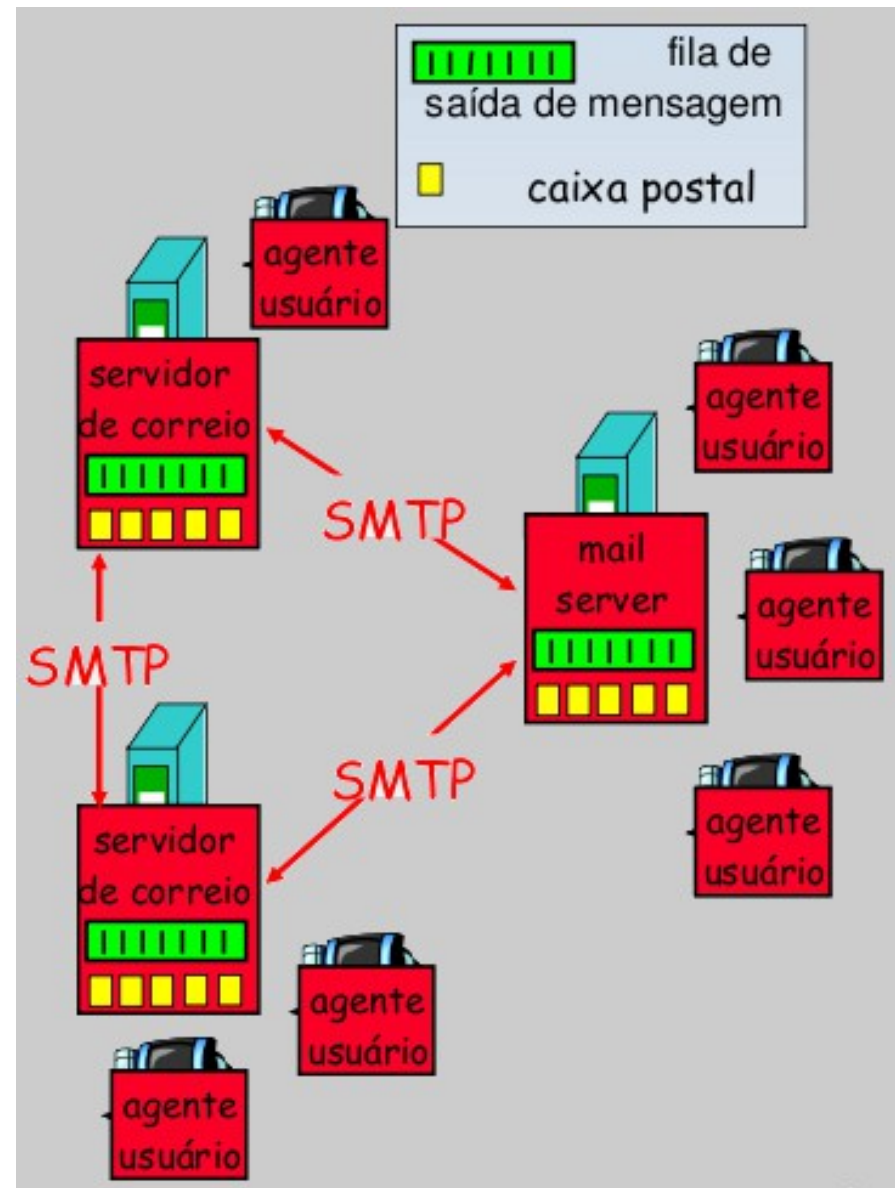 fila de
saída de mensagem
caixa postal
agente
usuário
servidor
de correio
agente
usuário
SMTP
mail
server
agente
usuário
SMTP
SMTP
agente
usuário
servidor
de correio
agente
usuário
agente
usuário